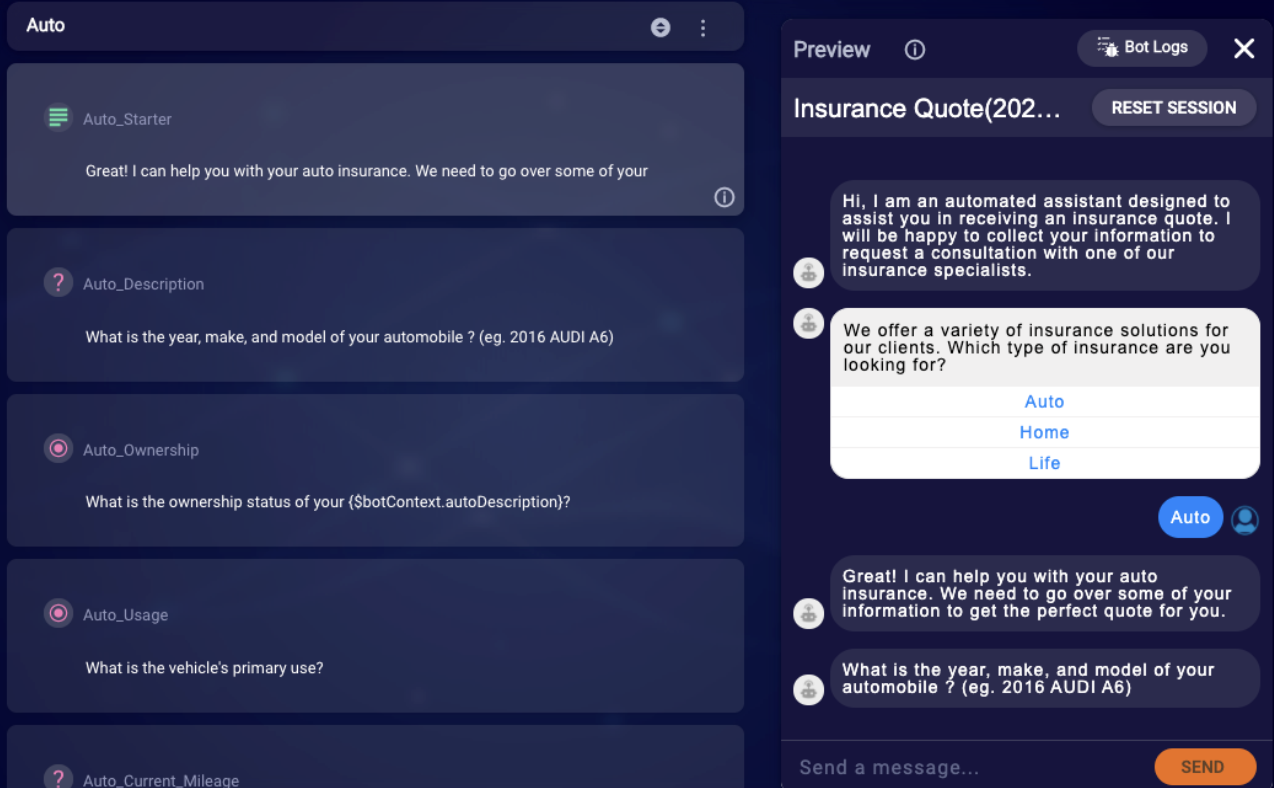 Auto
Auto_Starter
Great! I can help you with your auto insurance. We need to go over some of your
?
Auto_Description
What is the year, make, and model of your automobile ? (eg. 2016 AUDI A6)
Auto_Ownership
What is the ownership status of your {$botContext.autoDescription}?
Auto_Usage
What is the vehicle's primary use?
?
Auto_Current_Mileage
Preview
Bot Logs
Insurance Quote(202...
RESET SESSION
Hi, I am an automated assistant designed to
assist you in receiving an insurance quote. I
will be happy to collect your information to
request a consultation with one of our
insurance specialists.
We offer a variety of insurance solutions for
our clients. Which type of insurance are you
looking for?
Auto
Home
Life
Auto
Great! I can help you with your auto
insurance. We need to go over some of your
information to get the perfect quote for you.
What is the year, make, and model of your
automobile ? (eg. 2016 AUDI A6)
Send a message...
SEND